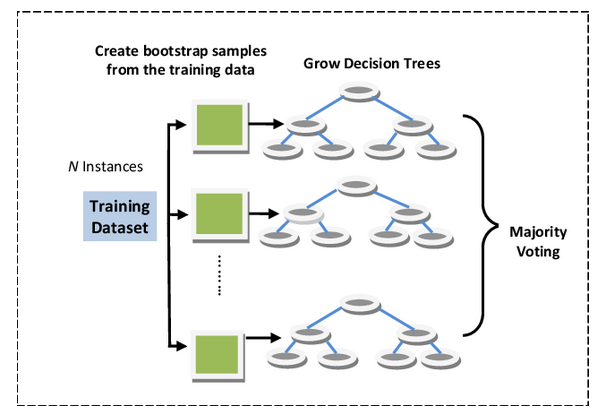 Create bootstrap samples
from the training data
Grow Decision Trees
N Instances
Training
Dataset
Majority
Voting